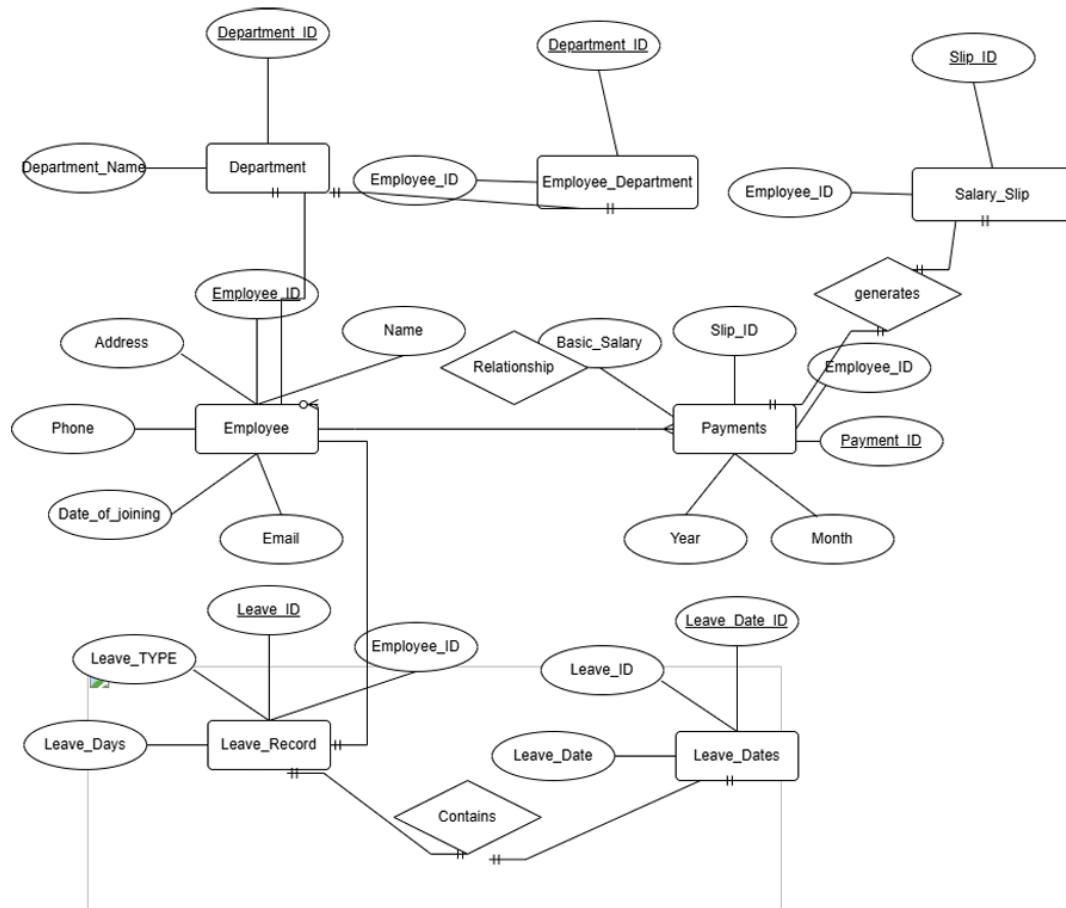 Department_ID
Department_ID
Slip_ID
Department_Name
Department
Employee_ID
Employee_Department
Employee_ID
Salary_Slip
Employee_ID
generates
Address
Name
Basic_Salary
Slip_ID
Relationship
Employee_ID
Phone
Employee
Payments
Payment_ID
Date_of_joining
Email
Year
Month
Leave_ID
Leave_Date_ID
Leave_TYPE
Employee_ID
Leave_ID
Leave_Days
Leave_Record
Leave_Date
Leave_Dates
Contains